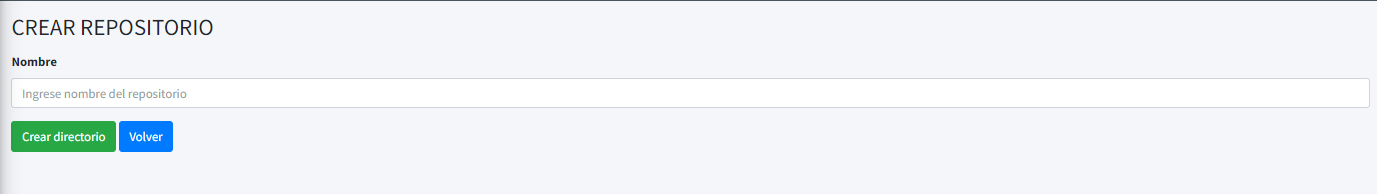 CREAR REPOSITORIO
Nombre
Ingrese nombre del repositorio
Crear directorio Volver